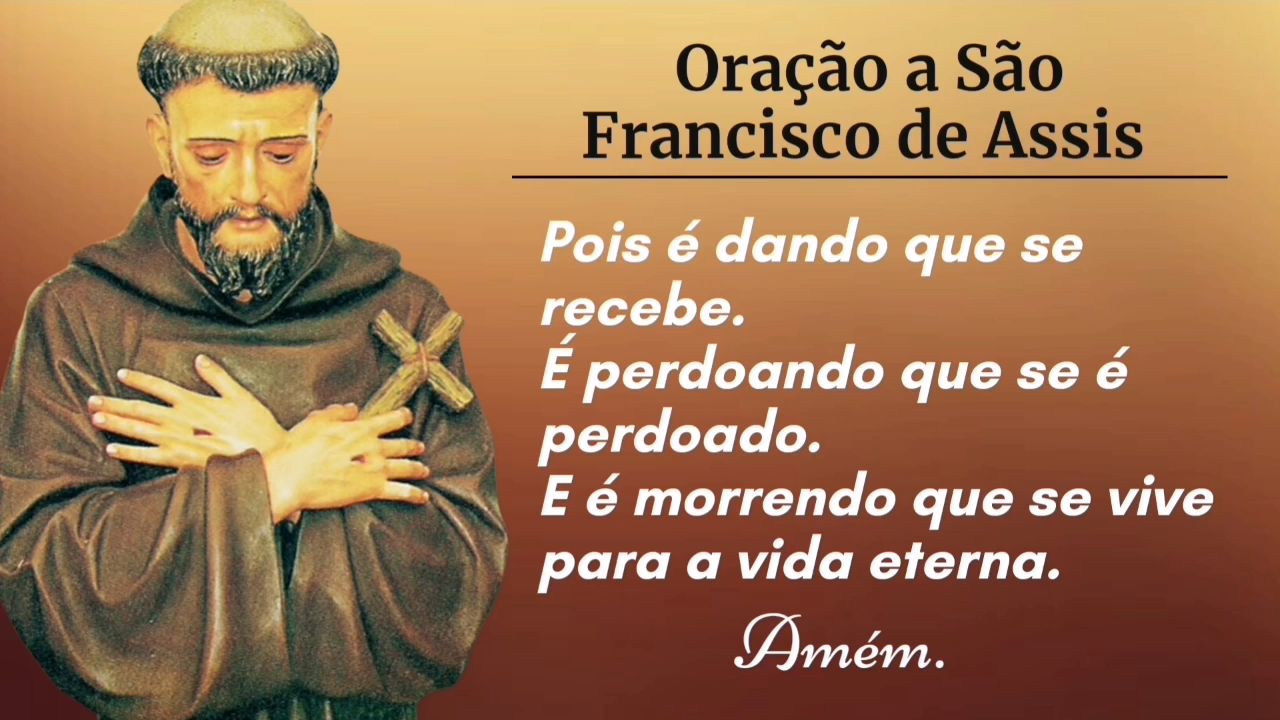 Oração a São
Francisco de Assis
Pois é dando que se
recebe.
É perdoando que se é
perdoado.
E é morrendo que se vive
para a vida eterna.
Amém.